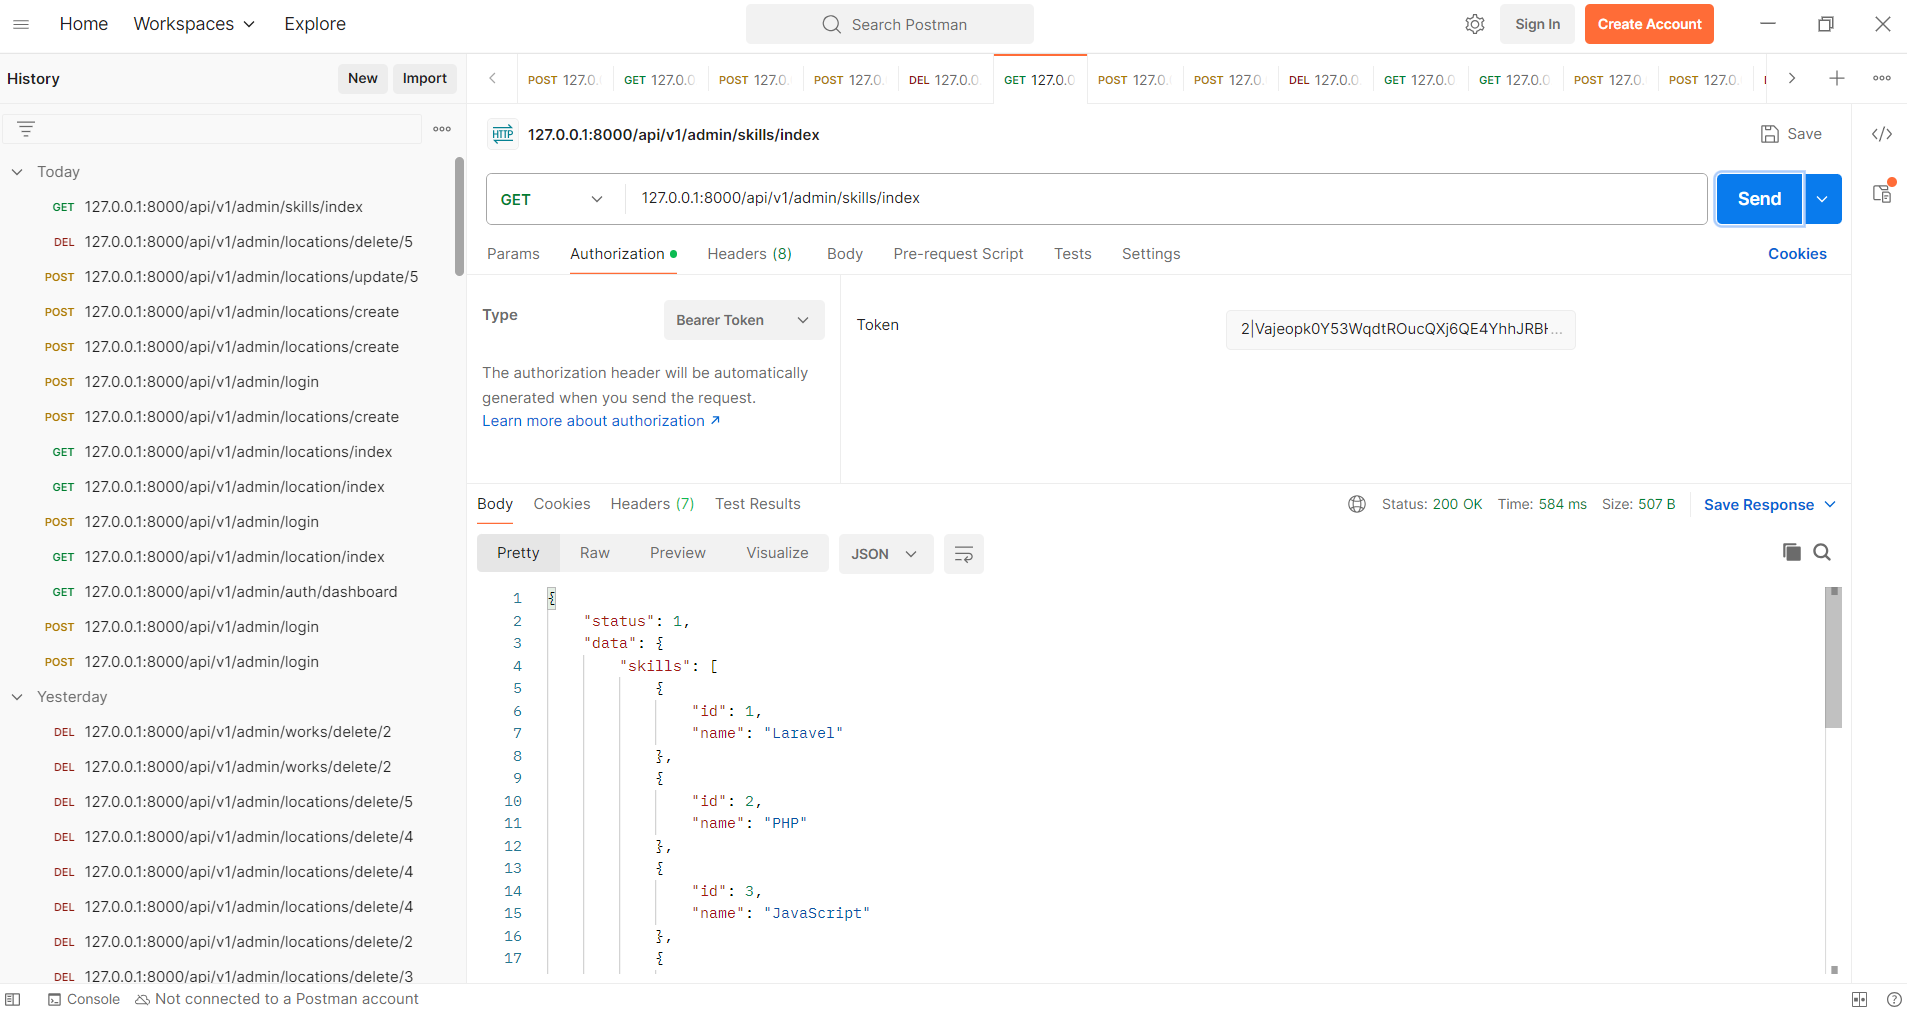 Home Workspaces Explore Search Postman Sign In Create Account
History New Import
POST 127.0. GET 127.0.0 POST 127.0. POST 127.0. DEL 127.0.0 GET 127.0.0 POST 127.0. POST 127.0. DEL 127.0.0 GET 127.0.0 GET 127.0.0 POST 127.0. POST 127.0.
HTTP 127.0.0.1:8000/api/v1/admin/skills/index Save
GET 127.0.0.1:8000/api/v1/admin/skills/index Send
Params Authorization Headers (8) Body Pre-request Script Tests Settings Cookies
Type Bearer Token
The authorization header will be automatically
generated when you send the request.
Learn more about authorization ↗
Token 2|Vajeopk0Y53WqdtROucQXj6QE4YhhJRBH...
Today
GET 127.0.0.1:8000/api/v1/admin/skills/index
DEL 127.0.0.1:8000/api/v1/admin/locations/delete/5
POST 127.0.0.1:8000/api/v1/admin/locations/update/5
POST 127.0.0.1:8000/api/v1/admin/locations/create
POST 127.0.0.1:8000/api/v1/admin/locations/create
POST 127.0.0.1:8000/api/v1/admin/login
POST 127.0.0.1:8000/api/v1/admin/locations/create
GET 127.0.0.1:8000/api/v1/admin/locations/index
GET 127.0.0.1:8000/api/v1/admin/location/index
POST 127.0.0.1:8000/api/v1/admin/login
GET 127.0.0.1:8000/api/v1/admin/location/index
GET 127.0.0.1:8000/api/v1/admin/auth/dashboard
POST 127.0.0.1:8000/api/v1/admin/login
POST 127.0.0.1:8000/api/v1/admin/login
Yesterday
DEL 127.0.0.1:8000/api/v1/admin/works/delete/2
DEL 127.0.0.1:8000/api/v1/admin/works/delete/2
DEL 127.0.0.1:8000/api/v1/admin/locations/delete/5
DEL 127.0.0.1:8000/api/v1/admin/locations/delete/4
DEL 127.0.0.1:8000/api/v1/admin/locations/delete/4
DEL 127.0.0.1:8000/api/v1/admin/locations/delete/4
DEL 127.0.0.1:8000/api/v1/admin/locations/delete/2
DEL 127.0.0.1:8000/api/v1/admin/locations/delete/3
Body Cookies Headers (7) Test Results Status: 200 OK Time: 584 ms Size: 507 B Save Response
Pretty Raw Preview Visualize JSON
1 {
2 "status": 1,
3 "data": {
4 "skills": [
5 {
6 "id": 1,
7 "name": "Laravel"
8 },
9 {
10 "id": 2,
11 "name": "PHP"
12 },
13 {
14 "id": 3,
15 "name": "JavaScript"
16 },
17 {
Console Not connected to a Postman account